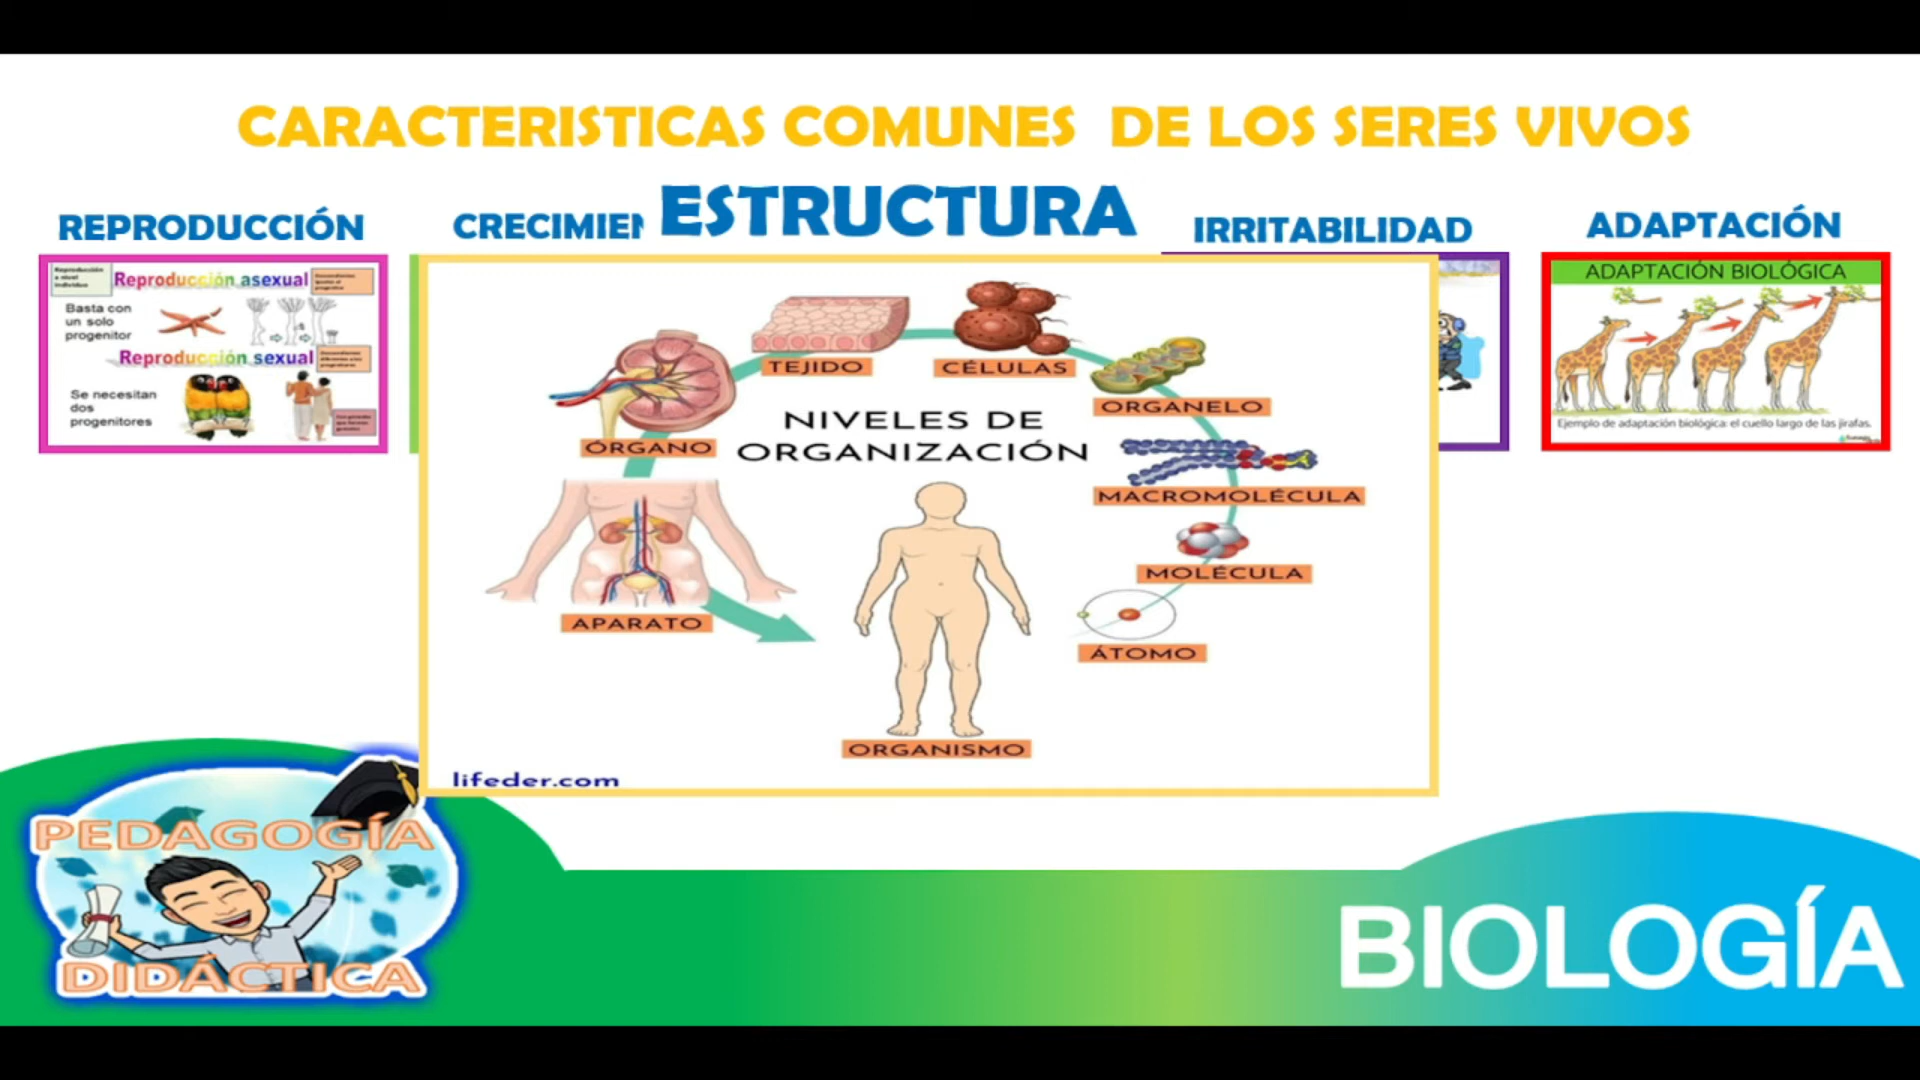 CARACTERISTICAS COMUNES DE LOS SERES VIVOS
REPRODUCCIÓN
Reproducción asexual
Basta con
un solo
progenitor
Reproducción sexual
Se necesitan
dos
progenitores
CRECIMIEN
ESTRUCTURA
TEJIDO
CÉLULAS
ORGANELO
ÓRGANO
NIVELES DE
ORGANIZACIÓN
MACROMOLÉCULA
MOLÉCULA
APARATO
ÁTOMO
ORGANISMO
lifeder.com
IRRITABILIDAD
ADAPTACIÓN
ADAPTACIÓN BIOLÓGICA
Ejemplo de adaptación biológica: el cuello largo de las jirafas.
PEDAGOGÍA
DIDÁCTICA
BIOLOGÍA